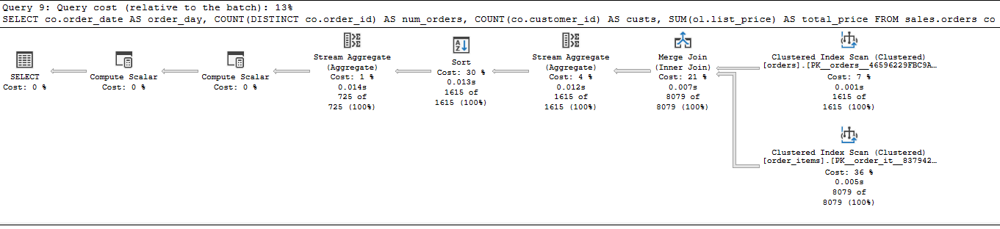 Query 9: Query cost (relative to the batch): 13%
SELECT co.order_date AS order_day, COUNT(DISTINCT co.order_id) AS num_orders, COUNT(co.customer_id) AS custs, SUM(ol.list_price) AS total_price FROM sales.orders co
SELECT
Cost: 0 %
Compute Scalar
Cost: 0 %
Compute Scalar
Cost: 0 %
Stream Aggregate
(Aggregate)
Cost: 1 %
0.014s
725 of
725 (100%)
Sort
Cost: 30 %
0.013s
1615 of
1615 (100%)
Stream Aggregate
(Aggregate)
Cost: 4 %
0.012s
1615 of
1615 (100%)
Merge Join
(Inner Join)
Cost: 21 %
0.007s
8079 of
8079 (100%)
Clustered Index Scan (Clustered)
[orders].[PK__orders__46596229FBC9A…
Cost: 7 %
0.001s
1615 of
1615 (100%)
Clustered Index Scan (Clustered)
[order_items].[PK__order_it__837942…
Cost: 36 %
0.005s
8079 of
8079 (100%)